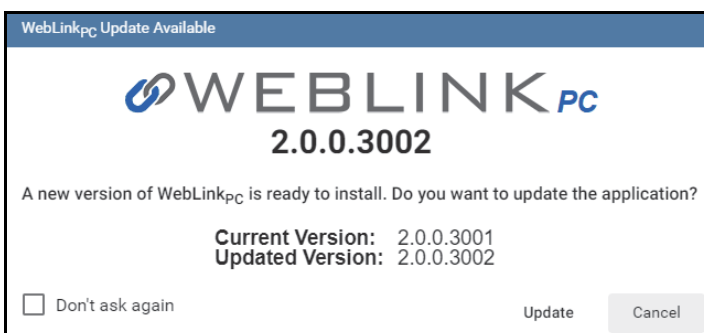 WebLinkPC Update Available
WEBLINK PC
2.0.0.3002
A new version of WebLinkPC is ready to install. Do you want to update the application?
Current Version: 2.0.0.3001
Updated Version: 2.0.0.3002
Don't ask again
Update Cancel